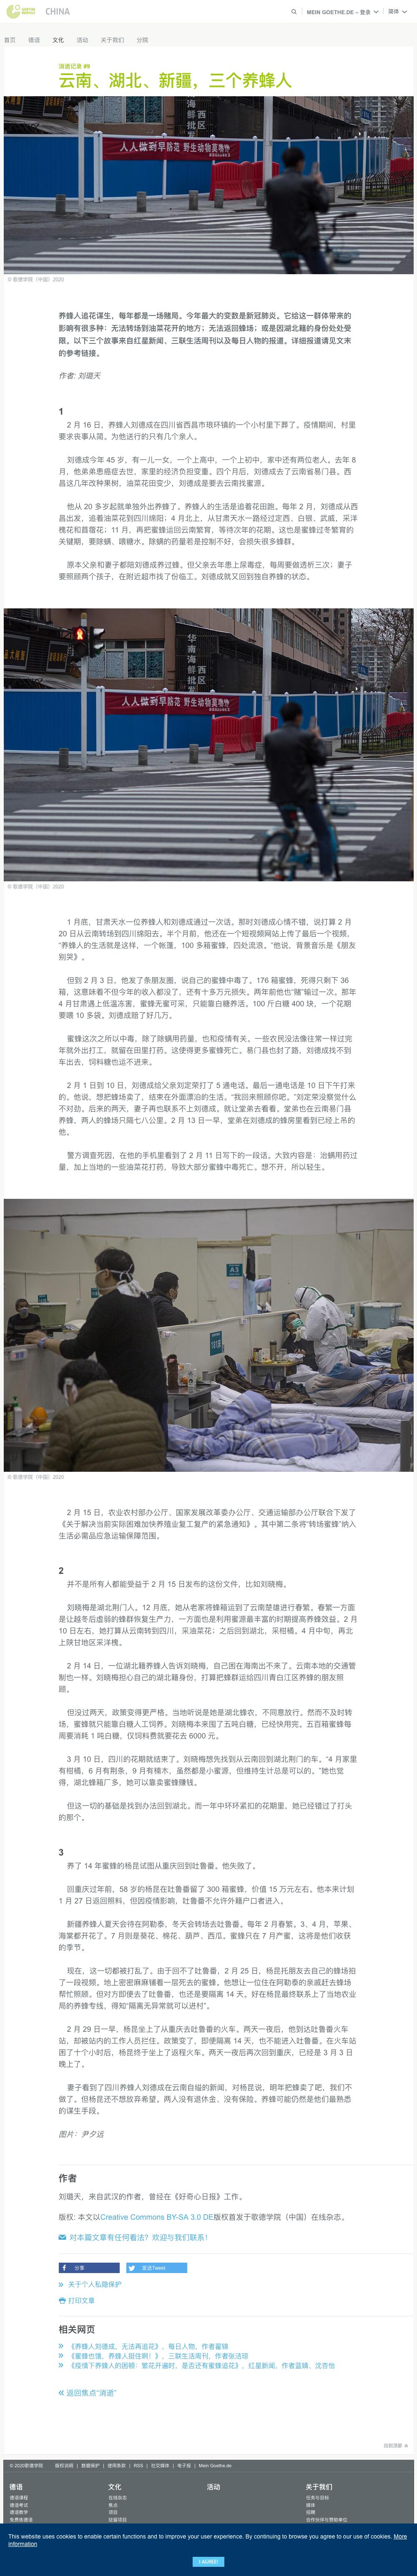 GOETHE INSTITUT
CHINA
MEIN GOETHE.DE – 登录
简体
首页 德语 文化 活动 关于我们 分院
消逝记录 #9
云南、湖北、新疆，三个养蜂人
西区
海鲜批发
人人做到早防范 野生动物莫乱动
© 歌德学院（中国）2020
养蜂人追花谋生，每年都是一场赌局。今年最大的变数是新冠肺炎。它给这一群体带来的
影响有很多种：无法转场到油菜花开的地方；无法返回蜂场；或是因湖北籍的身份处处受
限。以下三个故事来自红星新闻、三联生活周刊以及每日人物的报道。详细报道请见文末
的参考链接。
作者: 刘璐天
1
2 月 16 日，养蜂人刘德成在四川省西昌市琅环镇的一个小村里下葬了。疫情期间，村里
要求丧事从简。为他送行的只有几个亲人。
刘德成今年 45 岁，有一儿一女，一个上高中，一个上初中，家中还有两位老人。去年 8
月，他弟弟患癌症去世，家里的经济负担变重。四个月后，刘德成去了云南省易门县。西
昌这几年改种果树，油菜花田变少，刘德成是要去云南找蜜源。
他从 20 多岁起就单独外出养蜂了。养蜂人的生活是追着花田跑。每年 2 月，刘德成从西
昌出发，追着油菜花到四川绵阳；4 月北上，从甘肃天水一路经过定西、白银、武威，采洋
槐花和苜蓿花；11 月，再把蜜蜂运回云南繁育，等待次年的花期。这也是蜜蜂过冬繁育的
关键期，要除螨、喂糖水。除螨的药量若是控制不好，会损失很多蜂群。
原本父亲和妻子都陪刘德成养过蜂。但父亲去年患上尿毒症，每周要做透析三次；妻子
要照顾两个孩子，在附近超市找了份临工。刘德成就又回到独自养蜂的状态。
华南海鲜批发
西区
© 歌德学院（中国）2020
1 月底，甘肃天水一位养蜂人和刘德成通过一次话。那时刘德成心情不错，说打算 2 月
20 日从云南转场到四川绵阳去。半个月前，他还在一个短视频网站上传了最后一个视频，
“养蜂人的生活就是这样，一个帐篷，100 多箱蜜蜂，四处流浪。”他说，背景音乐是《朋友
别哭》。
但到 2 月 3 日，他发了条朋友圈，说自己的蜜蜂中毒了。176 箱蜜蜂，死得只剩下 36
箱，这意味着不但今年的收入都没了，还有十多万元损失。两年前他也“赌”输过一次。那年
4 月甘肃遇上低温冻害，蜜蜂无蜜可采，只能靠白糖养活。100 斤白糖 400 块，一个花期
要喂 10 多袋。刘德成赔了好几万。
蜜蜂这次之所以中毒，除了除螨用药量，也和疫情有关。一些农民没法像往常一样过完
年就外出打工，就留在田里打药。这使得更多蜜蜂死亡。易门县也封了路，刘德成找不到
车出去，饲料糖也运不进来。
2 月 1 日到 10 日，刘德成给父亲刘定荣打了 5 通电话。最后一通电话是 10 日下午打来
的。他说，想把蜂场卖了，结束在外面漂泊的生活。“我回来照顾你吧。”刘定荣没察觉什么
不对劲。后来的两天，妻子再也联系不上刘德成。就让堂弟去看看。堂弟也在云南易门县
养蜂，两人的蜂场只隔七八公里。2 月 13 日一早，堂弟在刘德成的蜂房里看到已经上吊的
他。
警方调查死因，在他的手机里看到了 2 月 11 日写下的一段话。大致内容是：治螨用药过
量，加上当地的一些油菜花打药，导致大部分蜜蜂中毒死亡。想不开，所以轻生。
A3
© 歌德学院（中国）2020
2 月 15 日，农业农村部办公厅，国家发展改革委办公厅、交通运输部办公厅联合下发了
《关于解决当前实际困难加快养殖业复工复产的紧急通知》。其中第二条将“转场蜜蜂”纳入
生活必需品应急运输保障范围。
2
并不是所有人都能受益于 2 月 15 日发布的这份文件，比如刘晓梅。
刘晓梅是湖北荆门人。12 月底，她从老家将蜂箱运到了云南楚雄进行春繁。春繁一方面
是让越冬后虚弱的蜂群恢复生产力，一方面也是利用蜜源最丰富的时期提高养蜂效益。2 月
10 日左右，她打算从云南转到四川，采油菜花；之后回到湖北，采柑橘。4 月中旬，再北
上陕甘地区采洋槐。
2 月 14 日，一位湖北籍养蜂人告诉刘晓梅，自己困在海南出不来了。云南本地的交通管
制也一样。刘晓梅担心自己的湖北籍身份，打算把蜂群运给四川青白江区养蜂的朋友照
顾。
但没过两天，政策变得更严格。当地听说是她是湖北蜂农，不同意放行。然而不及时转
场，蜜蜂就只能靠白糖人工饲养。刘晓梅本来囤了五吨白糖，已经快用完。五百箱蜜蜂每
周要消耗 1 吨白糖，仅饲料费就要花去 6000 元。
3 月 10 日，四川的花期就结束了。刘晓梅想先找到从云南回到湖北荆门的车。“4 月家里
有柑橘，6 月有荆条，9 月有楠木，虽然都是小蜜源，但维持生计总是可以的。”她也觉
得，湖北蜂籍厂多，她可以靠卖蜜蜂赚钱。
但这一切的基础是找到办法回到湖北。而一年中环环紧扣的花期里，她已经错过了打头
的那个。
3
养了 14 年蜜蜂的杨昆试图从重庆回到吐鲁番。他失败了。
回重庆过年前，58 岁的杨昆在吐鲁番留了 300 箱蜜蜂，价值 15 万元左右。他本来计划
1 月 27 日返回照料，但因疫情影响，吐鲁番不允许外籍户口者进入。
新疆养蜂人夏天会待在阿勒泰，冬天会转场去吐鲁番。每年 2 月春繁。3、4 月，苹果、
海棠都开花了。7 月则是葵花、棉花、葫芦、西瓜。蜜蜂只在 7 月产蜜，这将是他们收获
的季节。
现在，这一切都被打乱了。由于回不了吐鲁番，2 月 25 日，杨昆托朋友去自己的蜂场拍
了一段视频。地上密密麻麻铺着一层死去的蜜蜂。他想让一位住在阿勒泰的亲戚赶去蜂场
帮忙照顾。但对方即便去了吐鲁番，也还是要隔离 14 天。好在杨昆最终联系上了当地农业
局的养蜂专线，得知“隔离无异常就可以进村”。
2 月 29 日一早，杨昆坐上了从重庆去吐鲁番的火车。两天一夜后，他到达吐鲁番火车
站，却被站内的工作人员拦住。政策变了，即便隔离 14 天，也不能进入吐鲁番。在火车站
困了十个小时后，杨昆终于坐上了返程火车。两天一夜后再次回到重庆，已经是 3 月 3 日
晚上了。
妻子看到了四川养蜂人刘德成在云南自缢的新闻，对杨昆说，明年把蜂卖了吧，我们不
做了。但杨昆还不想放弃希望。两人没有退休金、没有保险。养蜂可能仍然是他们最熟悉
的谋生手段。
图片：尹夕远
作者
刘璐天，来自武汉的作者，曾经在《好奇心日报》工作。
版权: 本文以Creative Commons BY-SA 3.0 DE版权首发于歌德学院（中国）在线杂志。
对本篇文章有任何看法？欢迎与我们联系！
分享 发送Tweet
关于个人私隐保护
打印文章
相关网页
《养蜂人刘德成，无法再追花》，每日人物，作者翟锦
《蜜蜂也饿，养蜂人挺住啊！》，三联生活周刊，作者张洁琼
《疫情下养蜂人的困顿：繁花开遍时，是否还有蜜蜂追花》，红星新闻，作者蓝婧、沈杏怡
返回焦点“消逝”
回到顶部
© 2020歌德学院 版权说明 | 数据保护 | 使用条款 | RSS | 社交媒体 | 电子报 | Mein Goethe.de
德语 文化 活动 关于我们
德语课程 在线杂志 任务与目标
德语考试 焦点 媒体
德语教学 项目 招聘
免费练德语 驻留项目 合作伙伴与赞助单位
This website uses cookies to enable certain functions and to improve your user experience. By continuing to browse you agree to our use of cookies. More
information
I AGREE!